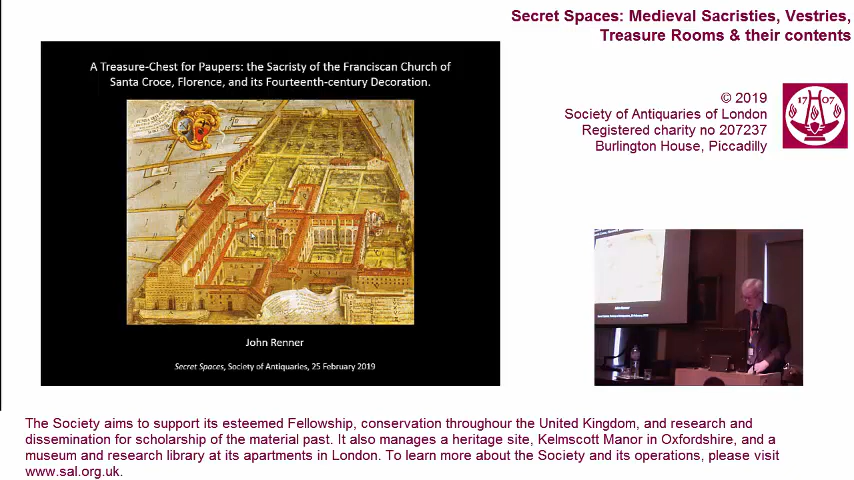 Secret Spaces: Medieval Sacristies, Vestries,
Treasure Rooms & their contents
A Treasure-Chest for Paupers: the Sacristy of the Franciscan Church of
Santa Croce, Florence, and its Fourteenth-century Decoration.
© 2019
Society of Antiquaries of London
Registered charity no 207237
Burlington House, Piccadilly
17 07
John Renner
Secret Spaces, Society of Antiquaries, 25 February 2019
John Renner
The Society aims to support its esteemed Fellowship, conservation throughour the United Kingdom, and research and
dissemination for scholarship of the material past. It also manages a heritage site, Kelmscott Manor in Oxfordshire, and a
museum and research library at its apartments in London. To learn more about the Society and its operations, please visit
www.sal.org.uk.